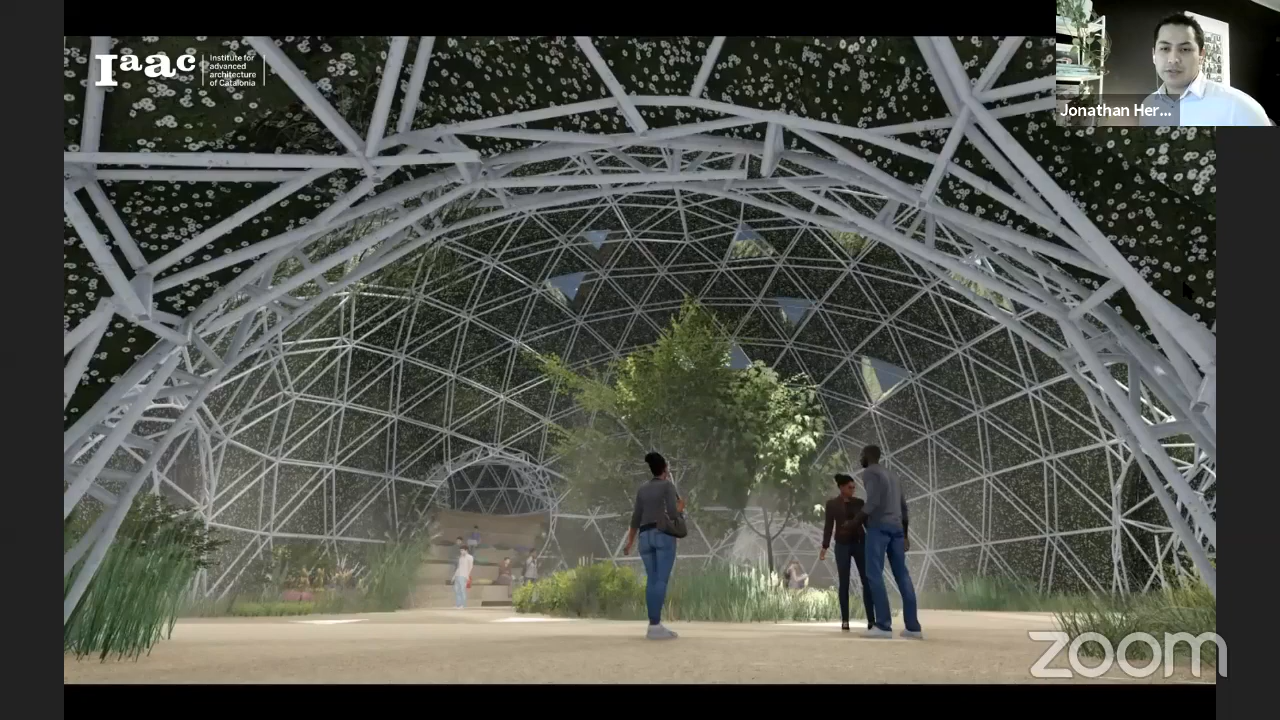 Iaac
Institute for
advanced
architecture
of Catalonia
Jonathan Her...
zoom